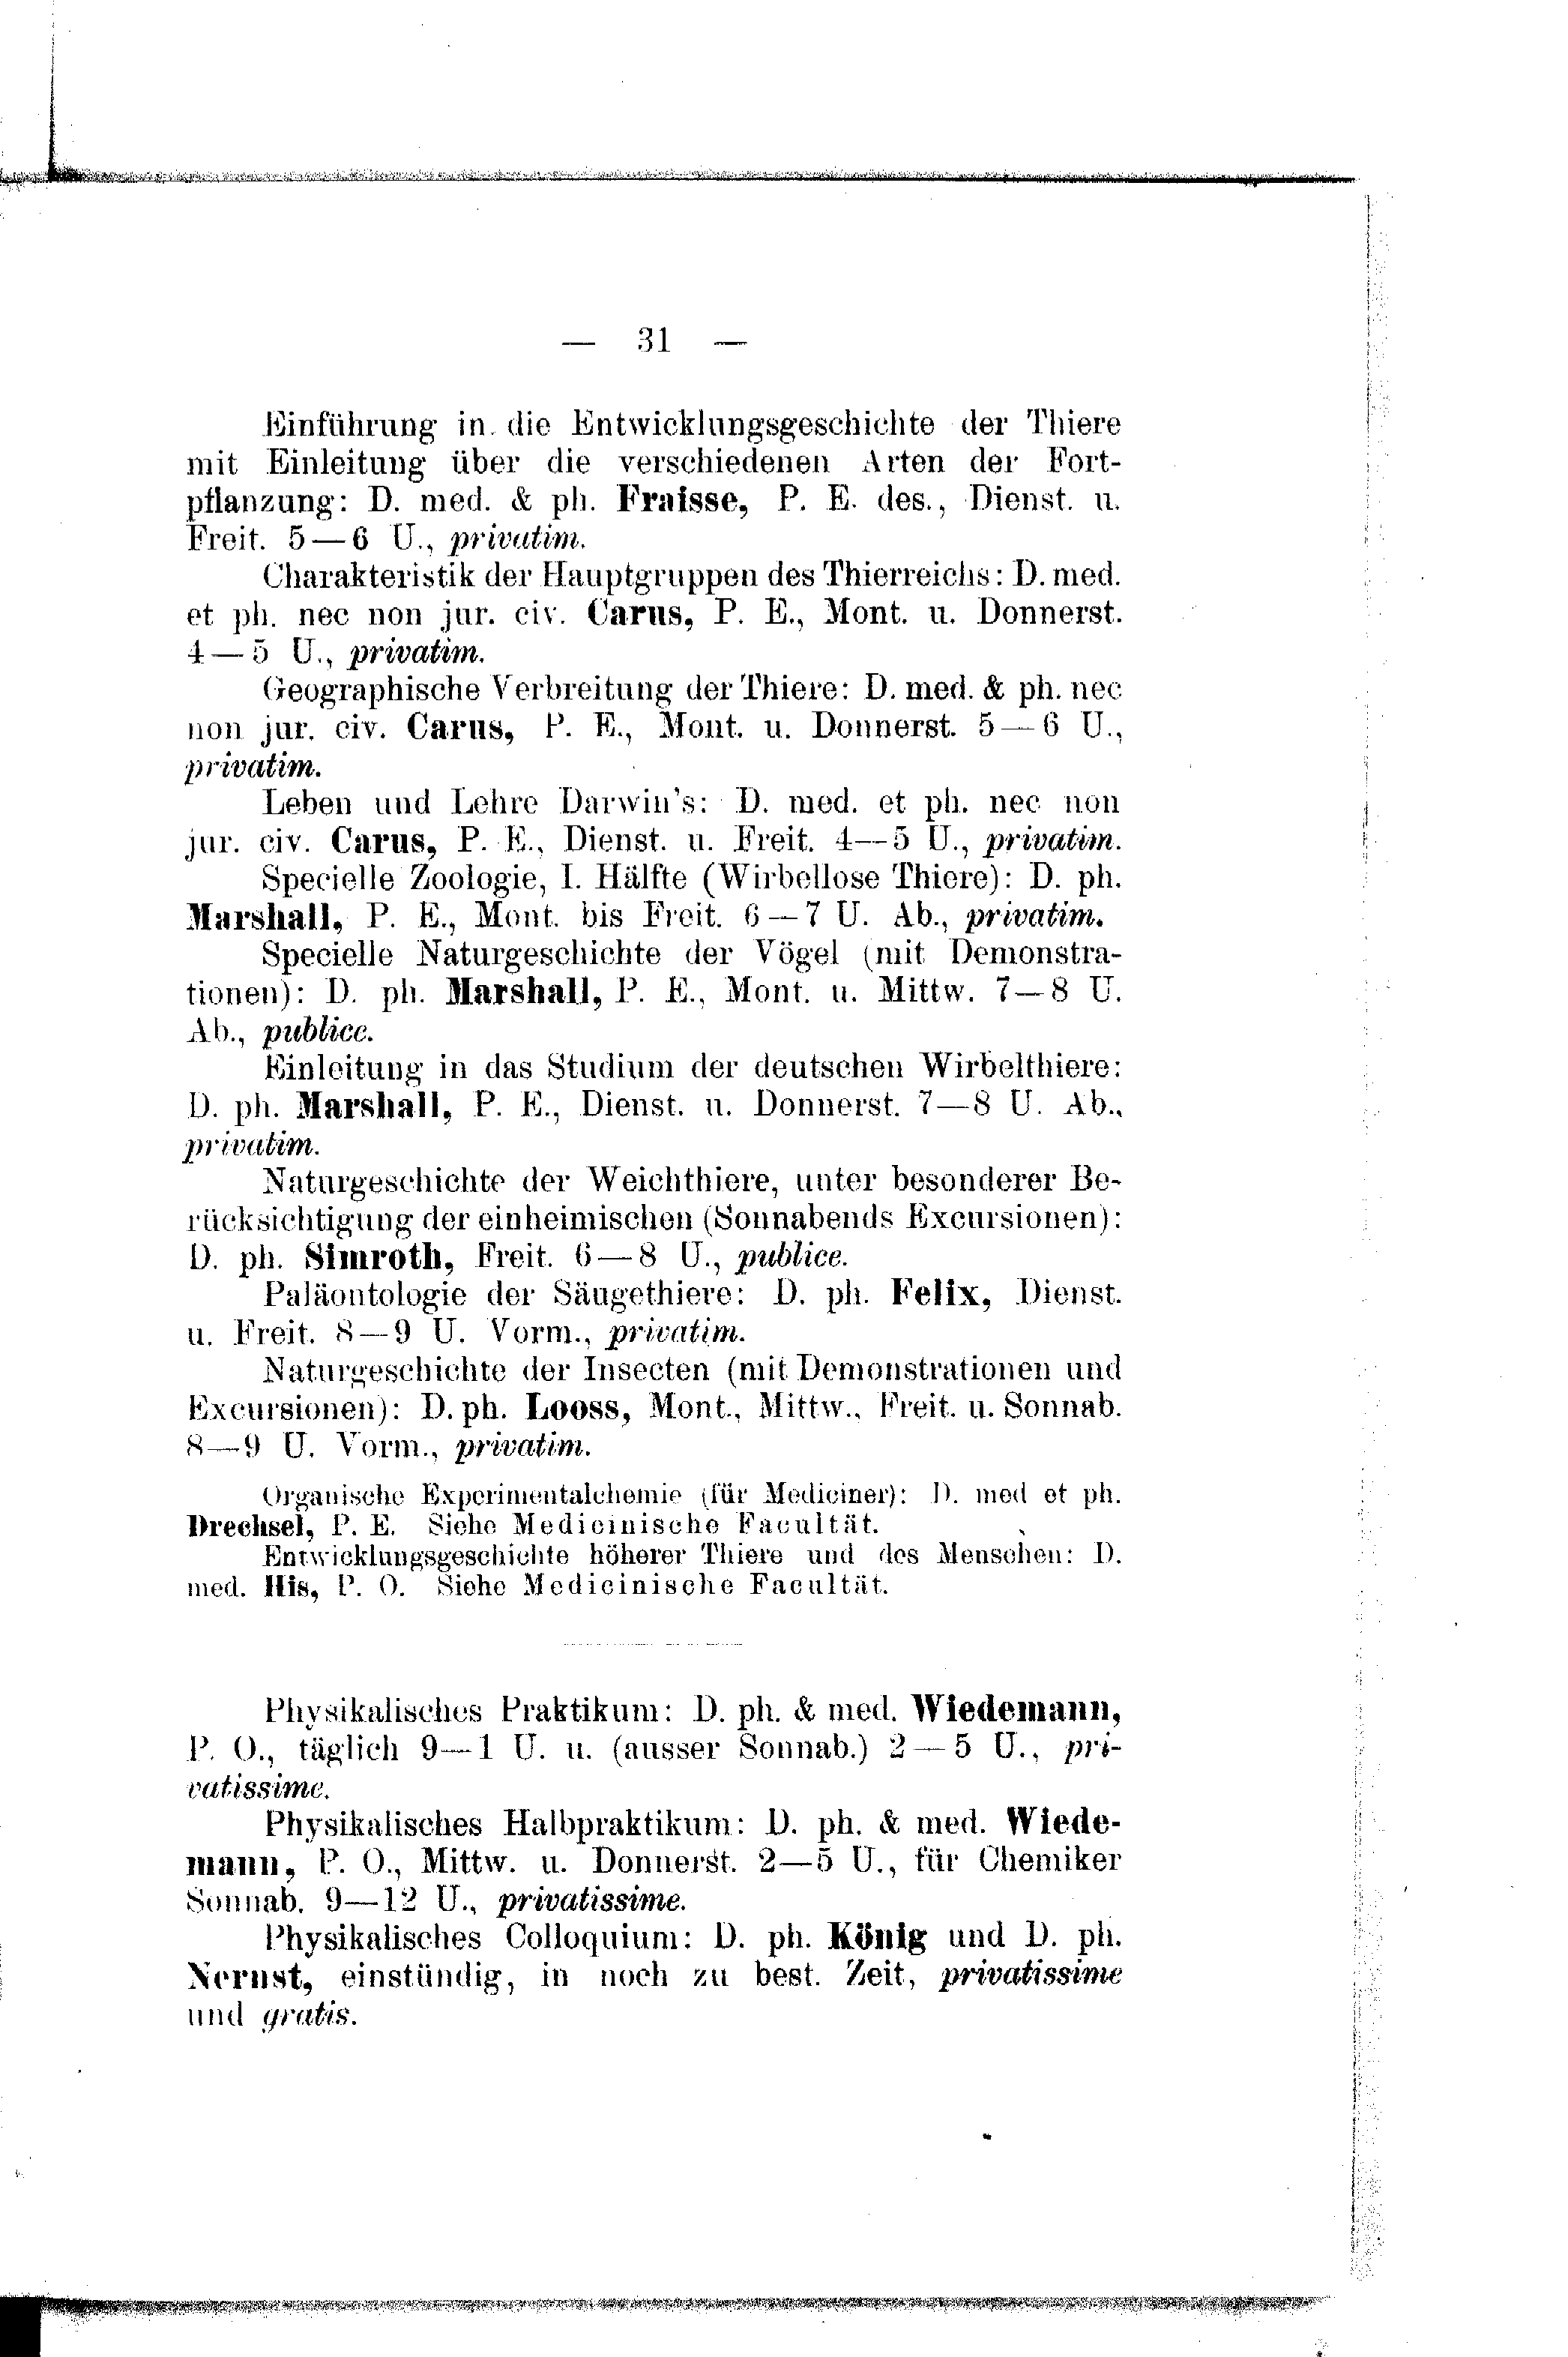 — 31 —
Einführung in die Entwicklungsgeschichte der Thiere
mit Einleitung über die verschiedenen Arten der Fort-
pflanzung: D. med. & ph. Fraisse, P. E. des., Dienst. u.
Freit. 5—6 U., privatim.
Charakteristik der Hauptgruppen des Thierreichs: D. med.
et ph. nec non jur. civ. Carus, P. E., Mont. u. Donnerst.
4—5 U., privatim.
Geographische Verbreitung der Thiere: D. med. & ph. nec
non jur. civ. Carus, P. E., Mont. u. Donnerst. 5—6 U.,
privatim.
Leben und Lehre Darwin's: D. med. et ph. nec non
jur. civ. Carus, P. E., Dienst. u. Freit. 4—5 U., privatim.
Specielle Zoologie, I. Hälfte (Wirbellose Thiere): D. ph.
Marshall, P. E., Mont. bis Freit. 6—7 U. Ab., privatim.
Specielle Naturgeschichte der Vögel (mit Demonstra-
tionen): D. ph. Marshall, P. E., Mont. u. Mittw. 7—8 U.
Ab., publice.
Einleitung in das Studium der deutschen Wirbelthiere:
D. ph. Marshall, P. E., Dienst. u. Donnerst. 7—8 U. Ab.,
privatim.
Naturgeschichte der Weichthiere, unter besonderer Be-
rücksichtigung der einheimischen (Sonnabends Excursionen):
D. ph. Simroth, Freit. 6—8 U., publice.
Paläontologie der Säugethiere: D. ph. Felix, Dienst.
u. Freit. 8—9 U. Vorm., privatim.
Naturgeschichte der Insecten (mit Demonstrationen und
Excursionen): D. ph. Looss, Mont., Mittw., Freit. u. Sonnab.
8—9 U. Vorm., privatim.
Organische Experimentalchemie (für Mediciner): D. med et ph.
Drechsel, P. E. Siehe Medicinische Facultät.
Entwicklungsgeschichte höherer Thiere und des Menschen: D.
med. His, P. O. Siehe Medicinische Facultät.
Physikalisches Praktikum: D. ph. & med. Wiedemann,
P. O., täglich 9—1 U. u. (ausser Sonnab.) 2—5 U., pri-
vatissime.
Physikalisches Halbpraktikum: D. ph. & med. Wiede-
mann, P. O., Mittw. u. Donnerst. 2—5 U., für Chemiker
Sonnab. 9—12 U., privatissime.
Physikalisches Colloquium: D. ph. König und D. ph.
Nernst, einstündig, in noch zu best. Zeit, privatissime
und gratis.